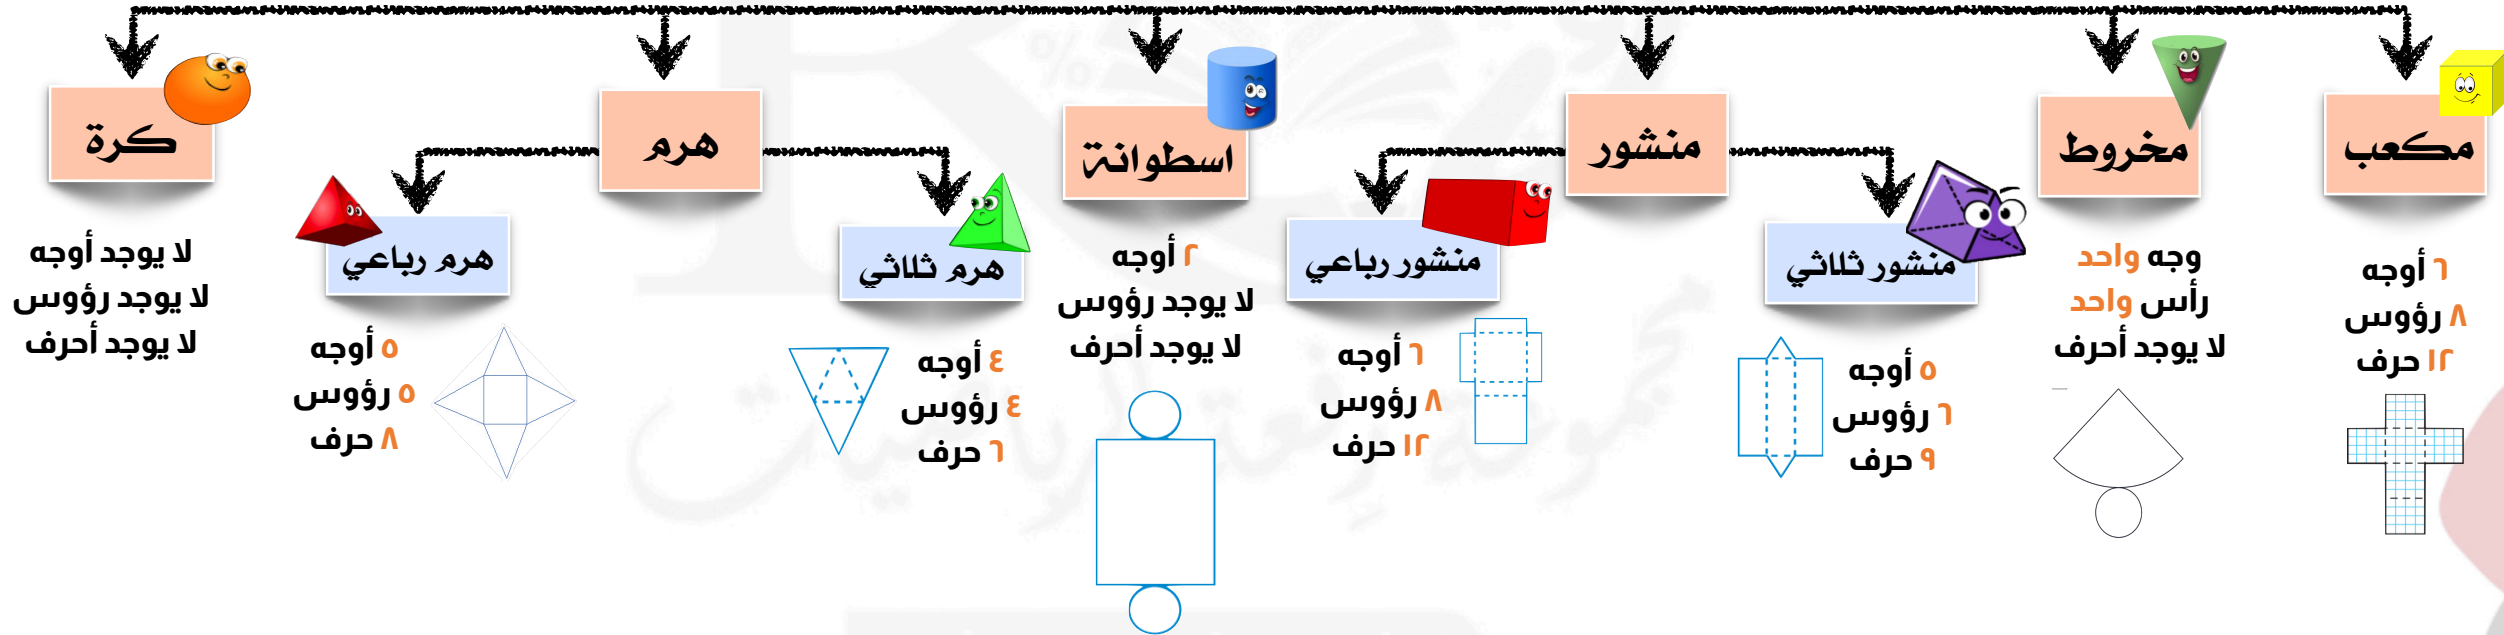 مكعب
٦ أوجه
٨ رؤوس
١٢ حرف
مخروط
وجه واحد
رأس واحد
لا يوجد أحرف
منشور
منشور ثلاثي
٥ أوجه
٦ رؤوس
٩ حرف
منشور رباعي
٦ أوجه
٨ رؤوس
١٢ حرف
اسطوانة
٢ أوجه
لا يوجد رؤوس
لا يوجد أحرف
هرم
هرم ثلاثي
٤ أوجه
٤ رؤوس
٦ حرف
هرم رباعي
٥ أوجه
٥ رؤوس
٨ حرف
كرة
لا يوجد أوجه
لا يوجد رؤوس
لا يوجد أحرف
%
مجموعة رفعة الرياضيات